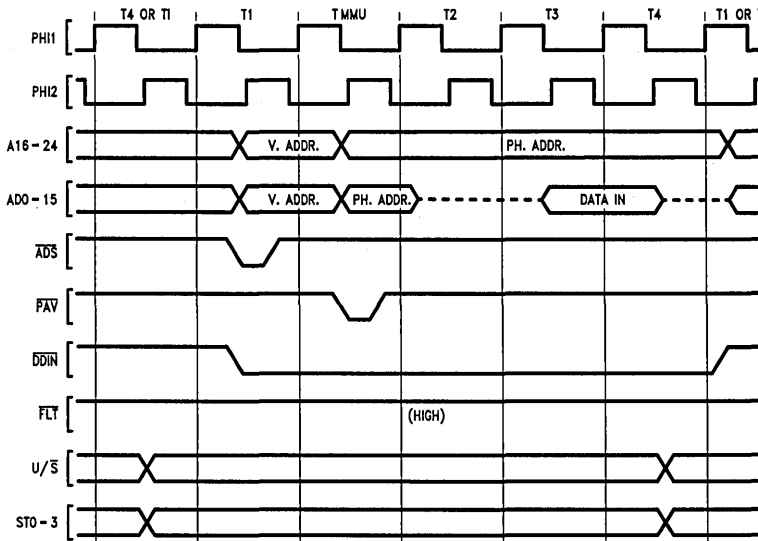 T4 OR TI T1 T MMU T2 T3 T4 T1 OR
PHI1
PHI2
A16-24 V. ADDR. PH. ADDR.
AD0-15 V. ADDR. PH. ADDR. DATA IN
ADS
PAV
DDIN
FLT (HIGH)
U/S
ST0-3